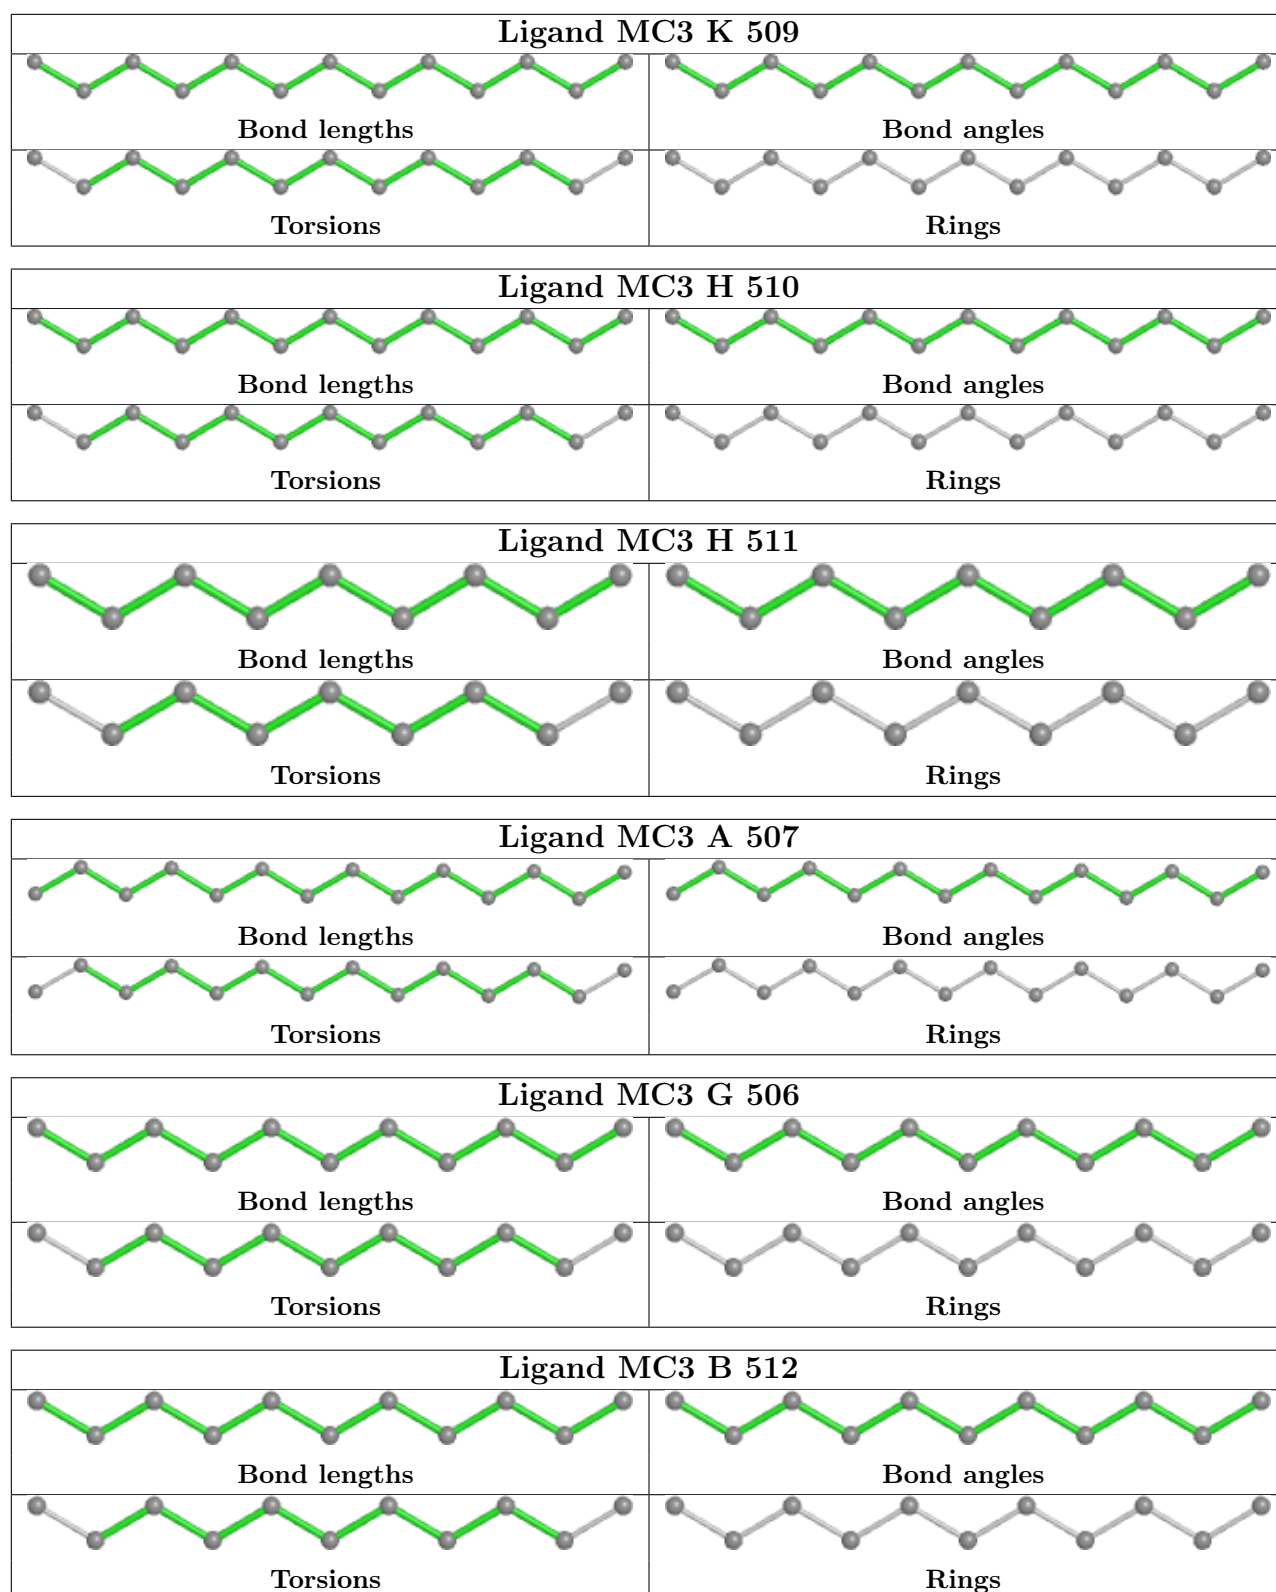 Ligand MC3 K 509
Bond lengths Bond angles
Torsions Rings
Ligand MC3 H 510
Bond lengths Bond angles
Torsions Rings
Ligand MC3 H 511
Bond lengths Bond angles
Torsions Rings
Ligand MC3 A 507
Bond lengths Bond angles
Torsions Rings
Ligand MC3 G 506
Bond lengths Bond angles
Torsions Rings
Ligand MC3 B 512
Bond lengths Bond angles
Torsions Rings